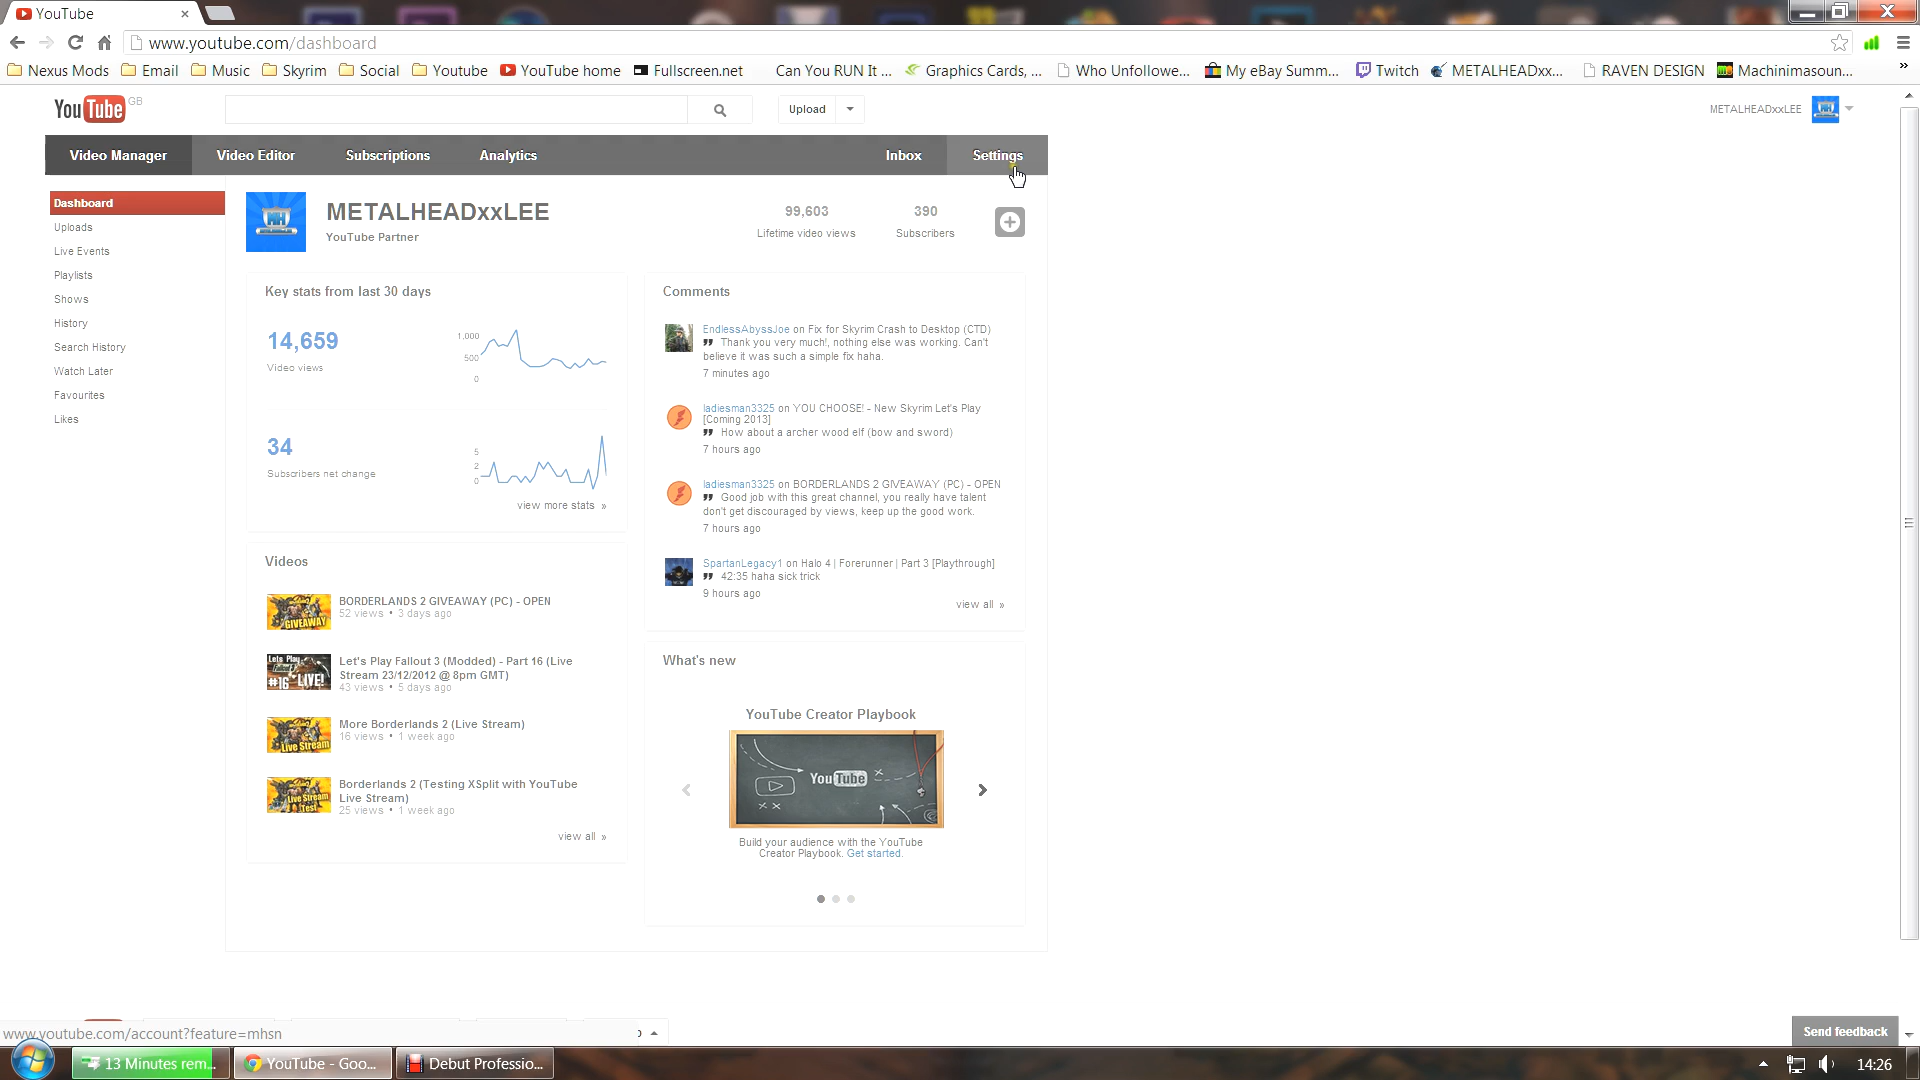 YouTube
www.youtube.com/dashboard
Nexus Mods Email Music Skyrim Social Youtube YouTube home Fullscreen.net Can You RUN It ... Graphics Cards, ... Who Unfollowe... My eBay Summ... Twitch METALHEADxx... RAVEN DESIGN Machinimasoun... »
YouTube GB
Upload
METALHEADxxLEE
Video Manager Video Editor Subscriptions Analytics Inbox Settings
Dashboard
Uploads
Live Events
Playlists
Shows
History
Search History
Watch Later
Favourites
Likes
METALHEADxxLEE
YouTube Partner
99,603
Lifetime video views
390
Subscribers
Key stats from last 30 days
14,659
Video views
1,000
500
0
34
Subscribers net change
5
2
0
view more stats »
Videos
BORDERLANDS 2 GIVEAWAY (PC) - OPEN
52 views • 3 days ago
GIVEAWAY
Let's Play Fallout 3 (Modded) - Part 16 (Live
Stream 23/12/2012 @ 8pm GMT)
43 views • 5 days ago
Lets Play
#16 LIVE!
More Borderlands 2 (Live Stream)
16 views • 1 week ago
Live Stream
Borderlands 2 (Testing XSplit with YouTube
Live Stream)
25 views • 1 week ago
Live Stream
Test
view all »
Comments
EndlessAbyssJoe on Fix for Skyrim Crash to Desktop (CTD)
Thank you very much!, nothing else was working. Can't
believe it was such a simple fix haha.
7 minutes ago
ladiesman3325 on YOU CHOOSE! - New Skyrim Let's Play
[Coming 2013]
How about a archer wood elf (bow and sword)
7 hours ago
ladiesman3325 on BORDERLANDS 2 GIVEAWAY (PC) - OPEN
Good job with this great channel, you really have talent
don't get discouraged by views, keep up the good work.
7 hours ago
SpartanLegacy1 on Halo 4 | Forerunner | Part 3 [Playthrough]
42:35 haha sick trick
9 hours ago
view all »
What's new
YouTube Creator Playbook
YouTube
Build your audience with the YouTube
Creator Playbook. Get started.
www.youtube.com/account?feature=mhsn
Send feedback
13 Minutes rem... YouTube - Goo... Debut Professio... 14:26